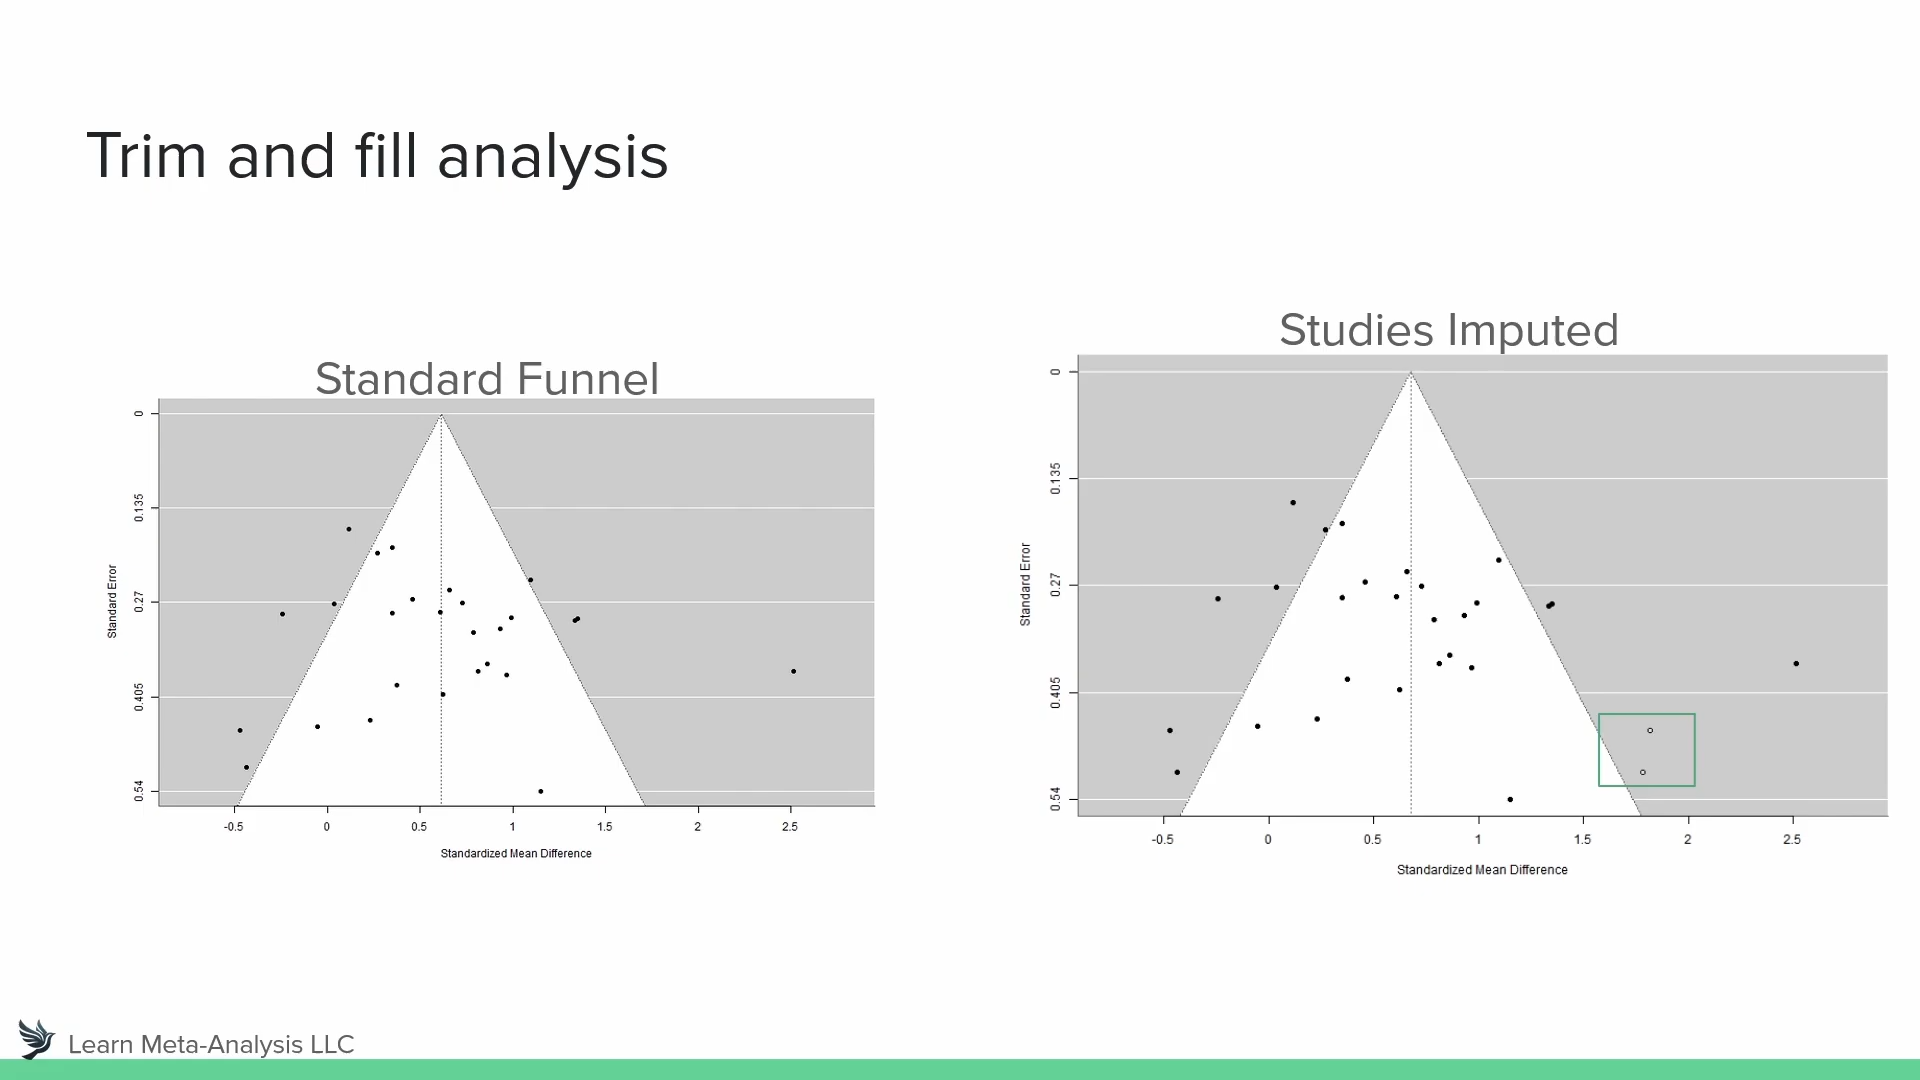 Trim and fill analysis
Standard Funnel
0
0.135
0.27
0.405
0.54
Standard Error
-0.5 0 0.5 1 1.5 2 2.5
Standardized Mean Difference
Studies Imputed
0
0.135
0.27
0.405
0.54
Standard Error
-0.5 0 0.5 1 1.5 2 2.5
Standardized Mean Difference
Learn Meta-Analysis LLC